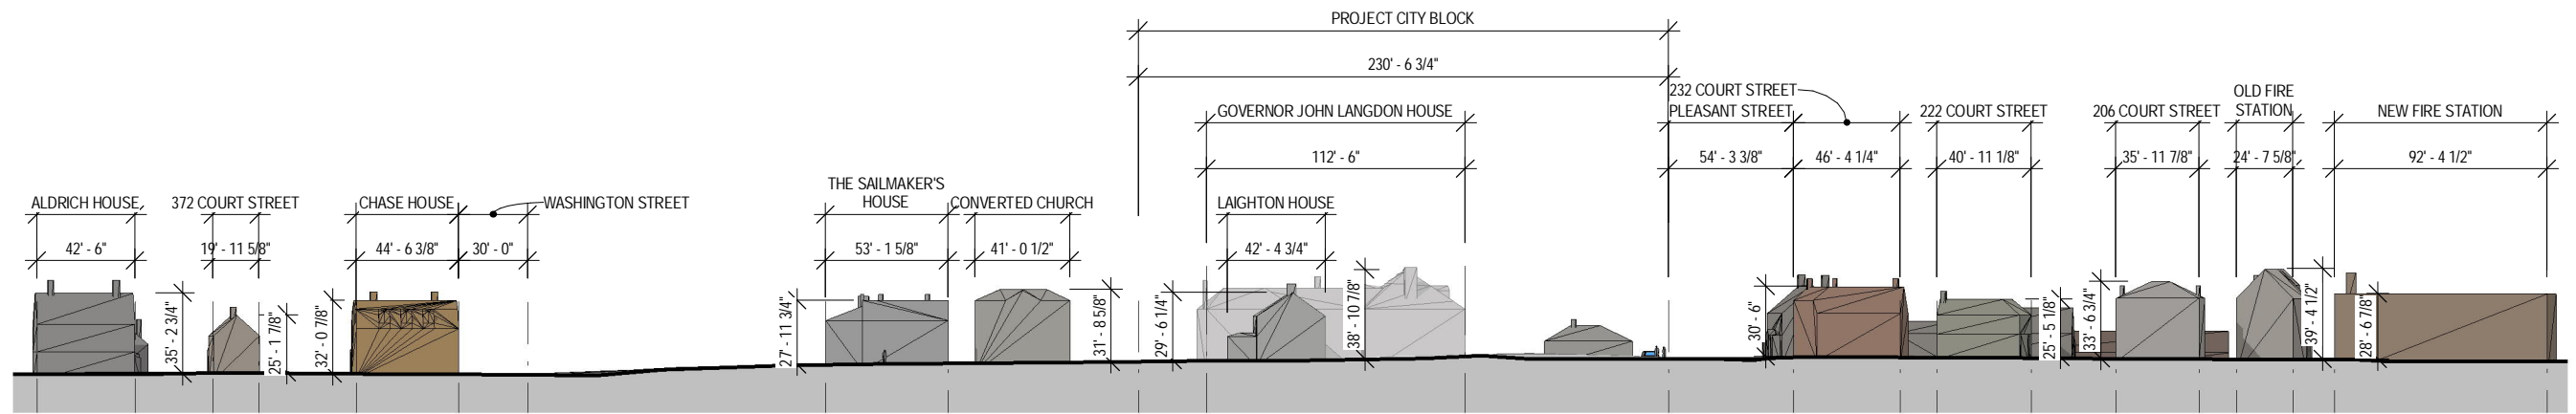 PROJECT CITY BLOCK
230' - 6 3/4"
232 COURT STREET
PLEASANT STREET
GOVERNOR JOHN LANGDON HOUSE
222 COURT STREET
206 COURT STREET
OLD FIRE
STATION
NEW FIRE STATION
112' - 6"
54' - 3 3/8"
46' - 4 1/4"
40' - 11 1/8"
35' - 11 7/8"
24' - 7 5/8"
92' - 4 1/2"
ALDRICH HOUSE
372 COURT STREET
CHASE HOUSE
WASHINGTON STREET
THE SAILMAKER'S
HOUSE
CONVERTED CHURCH
LAIGHTON HOUSE
42' - 6"
19' - 11 5/8"
44' - 6 3/8"
30' - 0"
53' - 1 5/8"
41' - 0 1/2"
42' - 4 3/4"
35' - 2 3/4"
25' - 1 7/8"
32' - 0 7/8"
27' - 11 3/4"
31' - 8 5/8"
29' - 6 1/4"
38' - 10 7/8"
30' - 6"
25' - 5 1/8"
33' - 6 3/4"
39' - 4 1/2"
28' - 6 7/8"